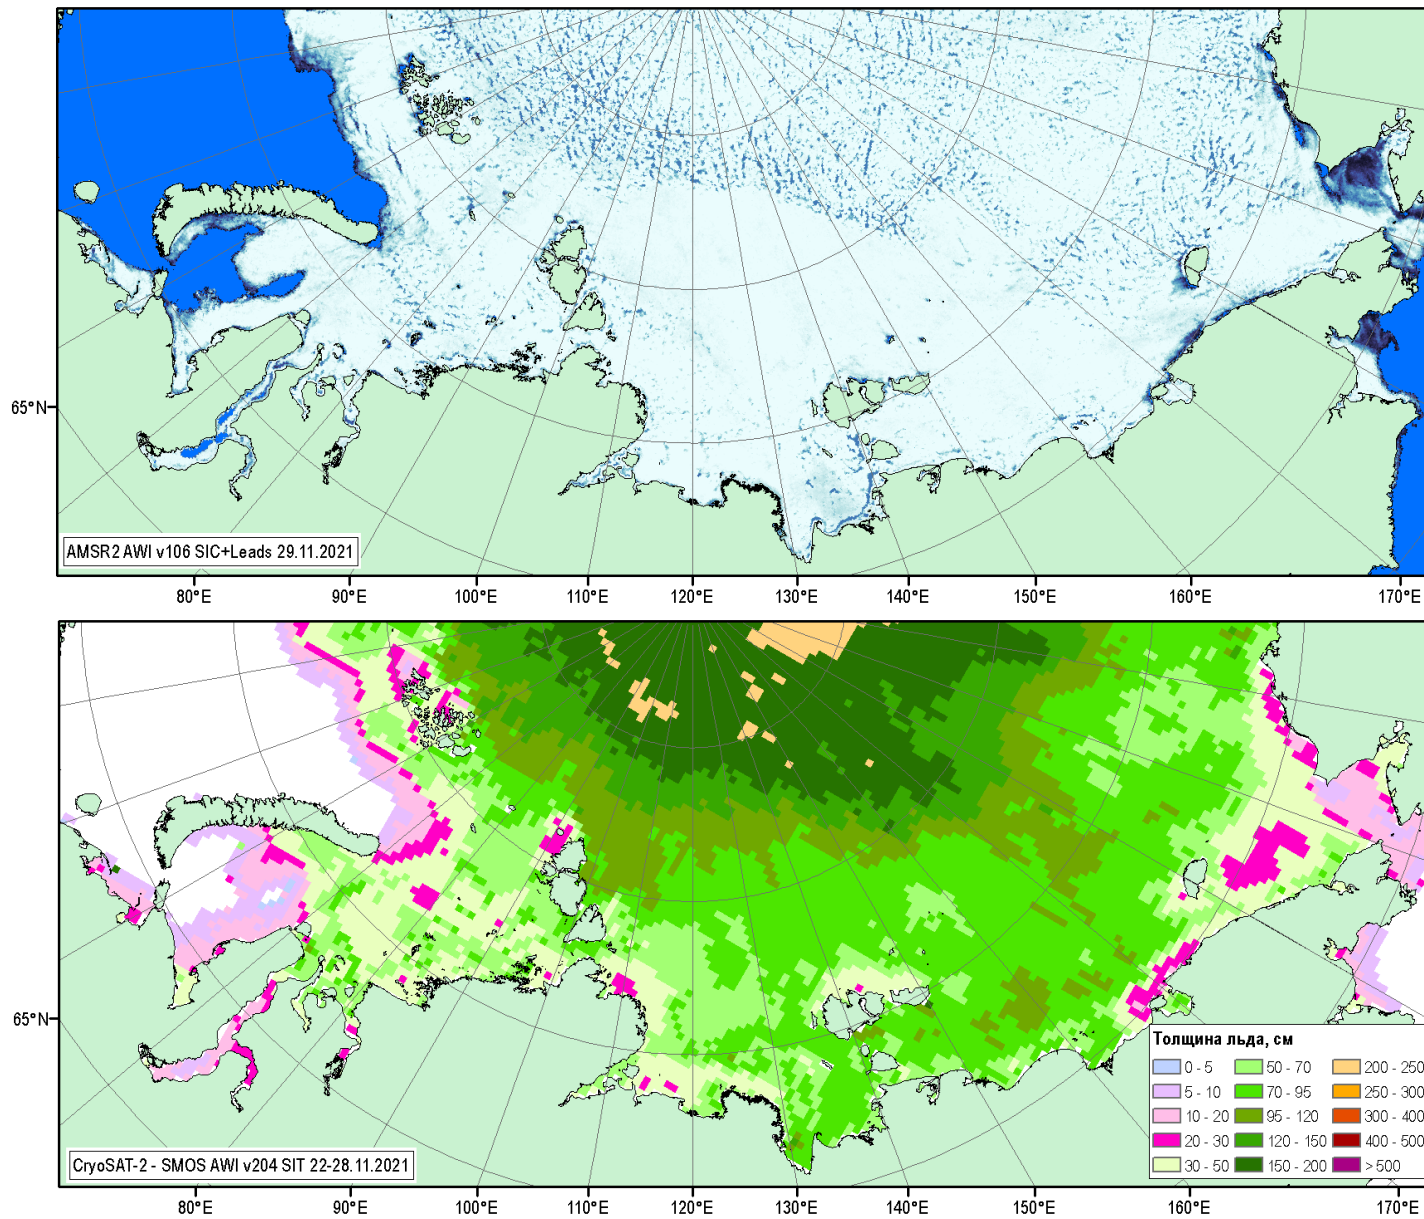 65°N
AMSR2 AWI v106 SIC+Leads 29.11.2021
80°E 90°E 100°E 110°E 120°E 130°E 140°E 150°E 160°E 170°E
65°N
Толщина льда, см
0 - 5 50 - 70 200 - 250
5 - 10 70 - 95 250 - 300
10 - 20 95 - 120 300 - 400
20 - 30 120 - 150 400 - 500
30 - 50 150 - 200 > 500
CryoSAT-2 - SMOS AWI v204 SIT 22-28.11.2021
80°E 90°E 100°E 110°E 120°E 130°E 140°E 150°E 160°E 170°E